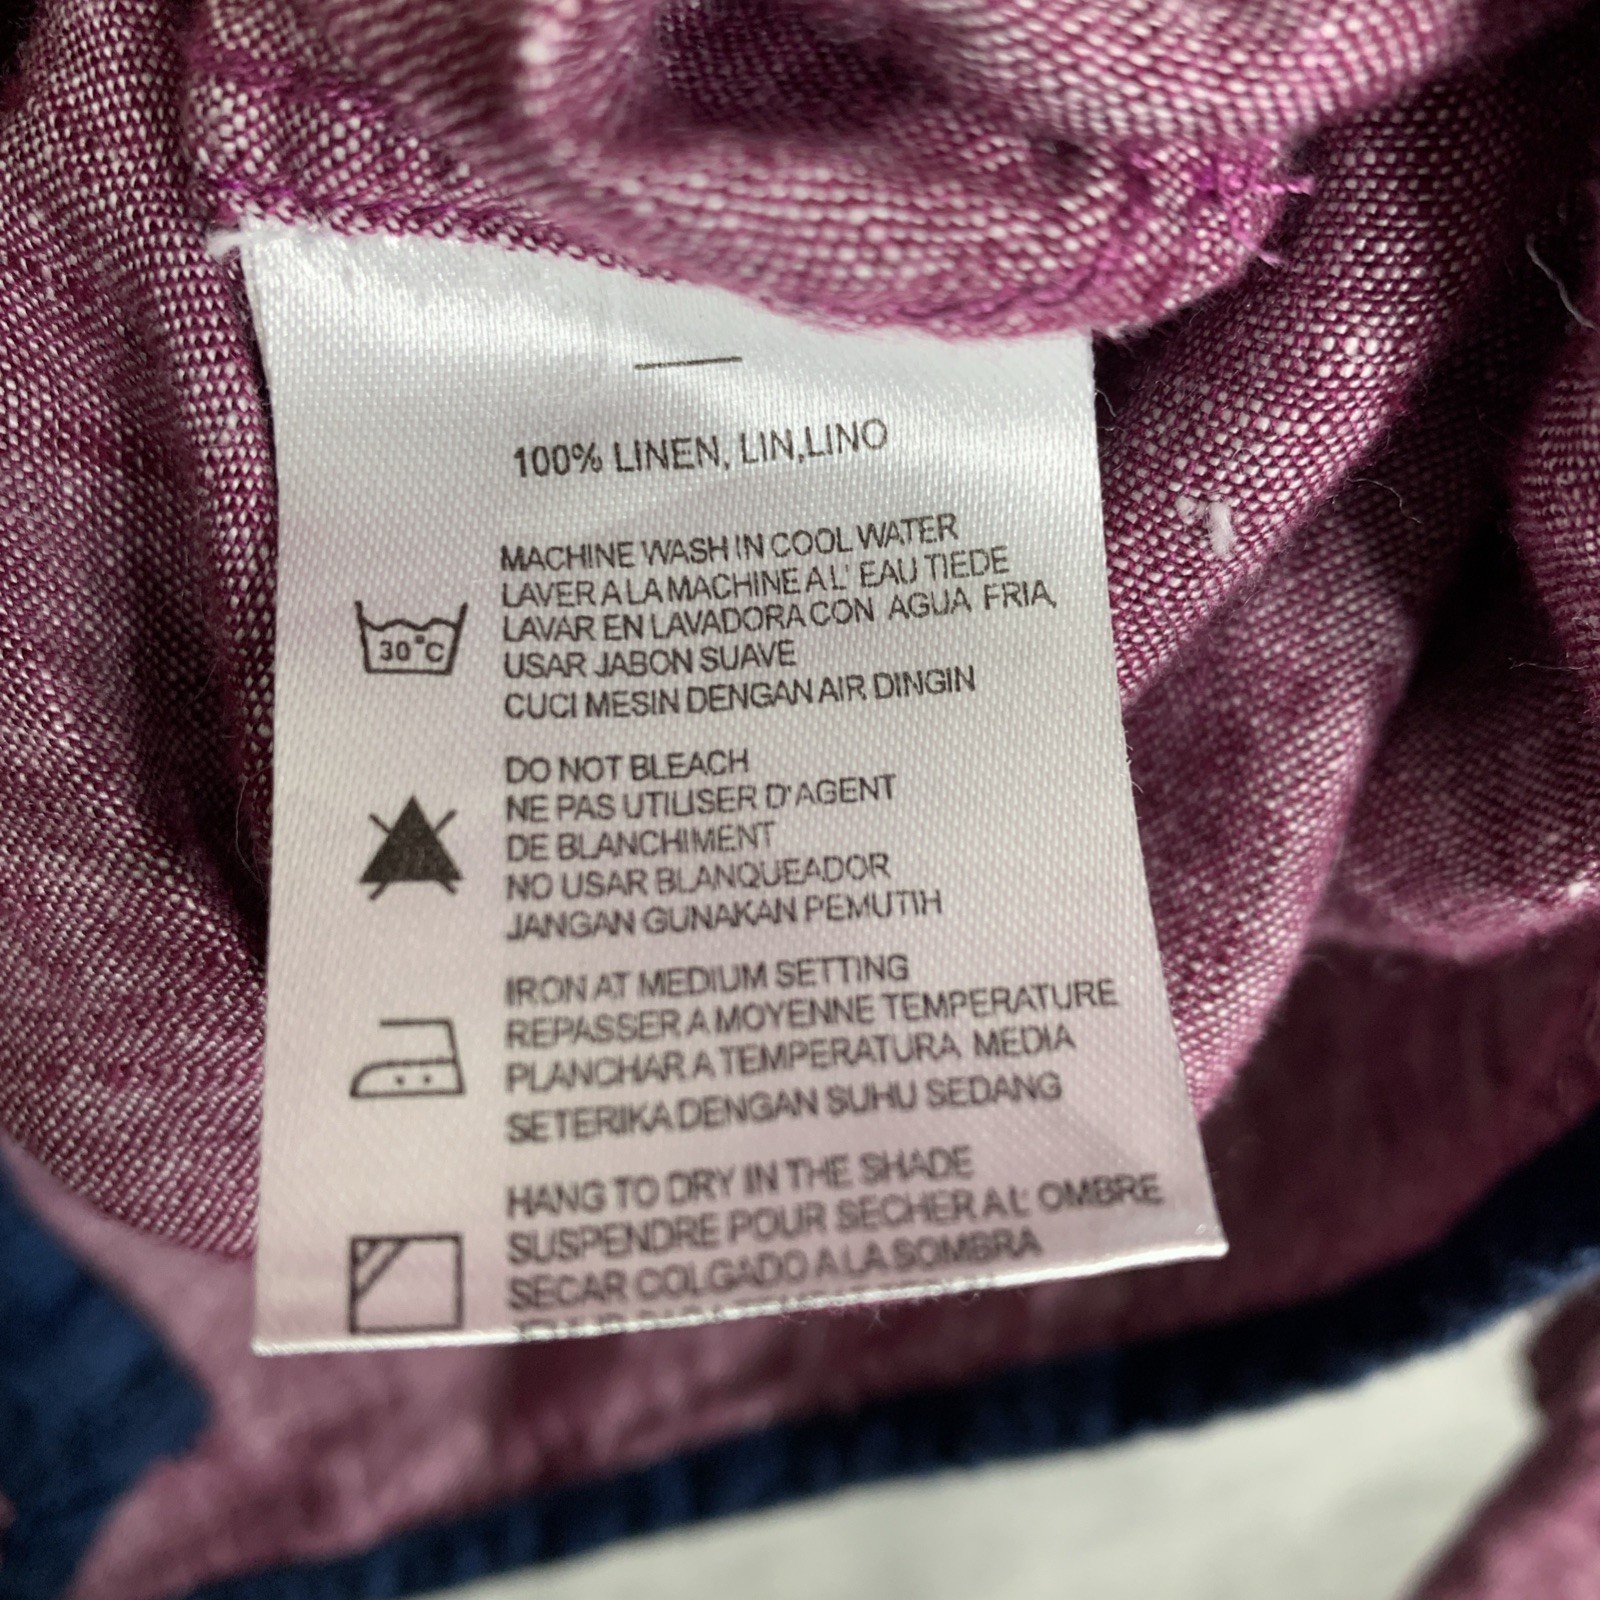 100% LINEN, LIN,LINO
MACHINE WASH IN COOL WATER
LAVER A LA MACHINE A L' EAU TIEDE
LAVAR EN LAVADORA CON AGUA FRIA,
USAR JABON SUAVE
CUCI MESIN DENGAN AIR DINGIN
30°C
DO NOT BLEACH
NE PAS UTILISER D'AGENT
DE BLANCHIMENT
NO USAR BLANQUEADOR
JANGAN GUNAKAN PEMUTIH
IRON AT MEDIUM SETTING
REPASSER A MOYENNE TEMPERATURE
PLANCHAR A TEMPERATURA MEDIA
SETERIKA DENGAN SUHU SEDANG
HANG TO DRY IN THE SHADE
SUSPENDRE POUR SECHER A L' OMBRE
SECAR COLGADO A LA SOMBRA